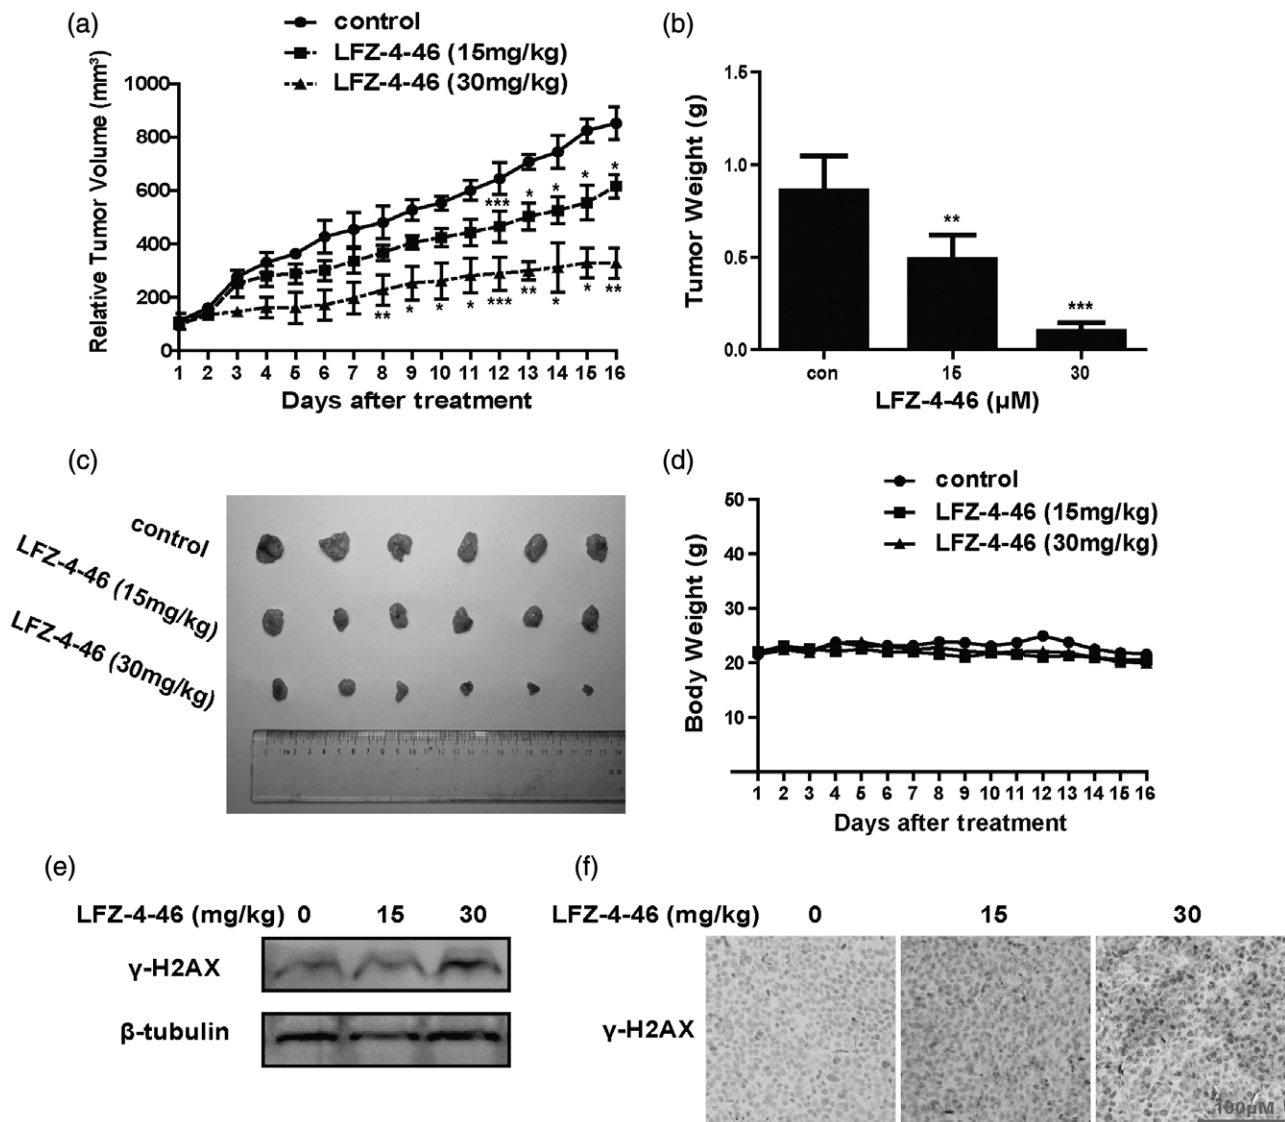 (a)
control
LFZ-4-46 (15mg/kg)
LFZ-4-46 (30mg/kg)
Relative Tumor Volume (mm³)
1000
800
600
400
200
0
*** * * * *
** * * * *** ** * * **
1 2 3 4 5 6 7 8 9 10 11 12 13 14 15 16
Days after treatment
(b)
Tumor Weight (g)
1.5
1.0
0.5
0.0
**
***
con 15 30
LFZ-4-46 (µM)
(c)
control
LFZ-4-46 (15mg/kg)
LFZ-4-46 (30mg/kg)
(d)
control
LFZ-4-46 (15mg/kg)
LFZ-4-46 (30mg/kg)
Body Weight (g)
50
40
30
20
10
1 2 3 4 5 6 7 8 9 10 11 12 13 14 15 16
Days after treatment
(e)
LFZ-4-46 (mg/kg) 0 15 30
γ-H2AX
β-tubulin
(f)
LFZ-4-46 (mg/kg) 0 15 30
γ-H2AX
100µM